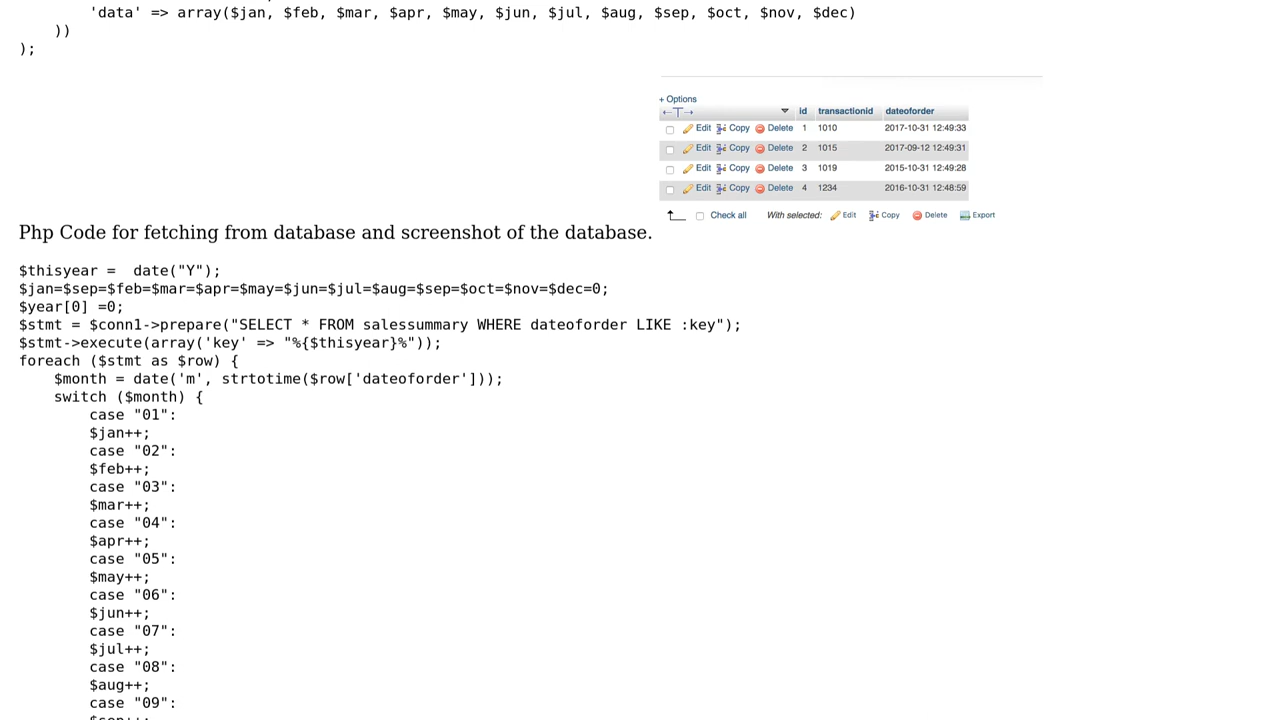 'data' => array($jan, $feb, $mar, $apr, $may, $jun, $jul, $aug, $sep, $oct, $nov, $dec)
))
);
+ Options
←T→ id transactionid dateoforder
Edit Copy Delete 1 1010 2017-10-31 12:49:33
Edit Copy Delete 2 1015 2017-09-12 12:49:31
Edit Copy Delete 3 1019 2015-10-31 12:49:28
Edit Copy Delete 4 1234 2016-10-31 12:48:59
Check all With selected: Edit Copy Delete Export
Php Code for fetching from database and screenshot of the database.
$thisyear =  date("Y");
$jan=$sep=$feb=$mar=$apr=$may=$jun=$jul=$aug=$sep=$oct=$nov=$dec=0;
$year[0] =0;
$stmt = $conn1->prepare("SELECT * FROM salessummary WHERE dateoforder LIKE :key");
$stmt->execute(array('key' => "%{$thisyear}%"));
foreach ($stmt as $row) {
$month = date('m', strtotime($row['dateoforder']));
switch ($month) {
case "01":
$jan++;
case "02":
$feb++;
case "03":
$mar++;
case "04":
$apr++;
case "05":
$may++;
case "06":
$jun++;
case "07":
$jul++;
case "08":
$aug++;
case "09":